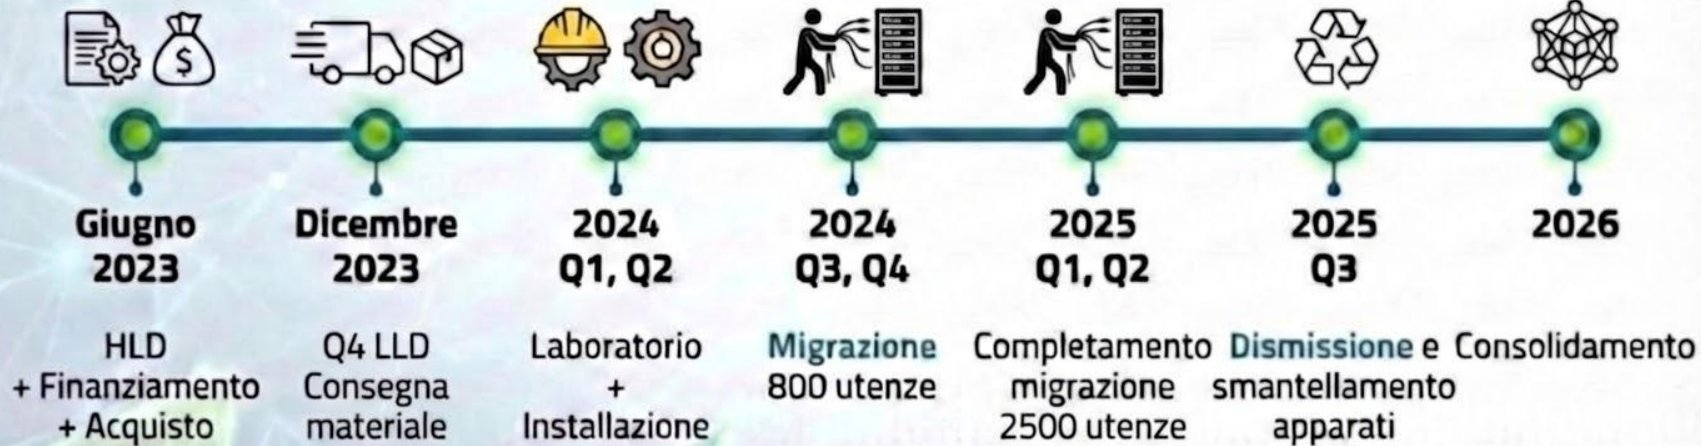 Giugno
2023
HLD
+ Finanziamento
+ Acquisto
Dicembre
2023
Q4 LLD
Consegna
materiale
2024
Q1, Q2
Laboratorio
+
Installazione
2024
Q3, Q4
Migrazione
800 utenze
2025
Q1, Q2
Completamento
migrazione
2500 utenze
2025
Q3
Dismissione e
smantellamento
apparati
2026
Consolidamento